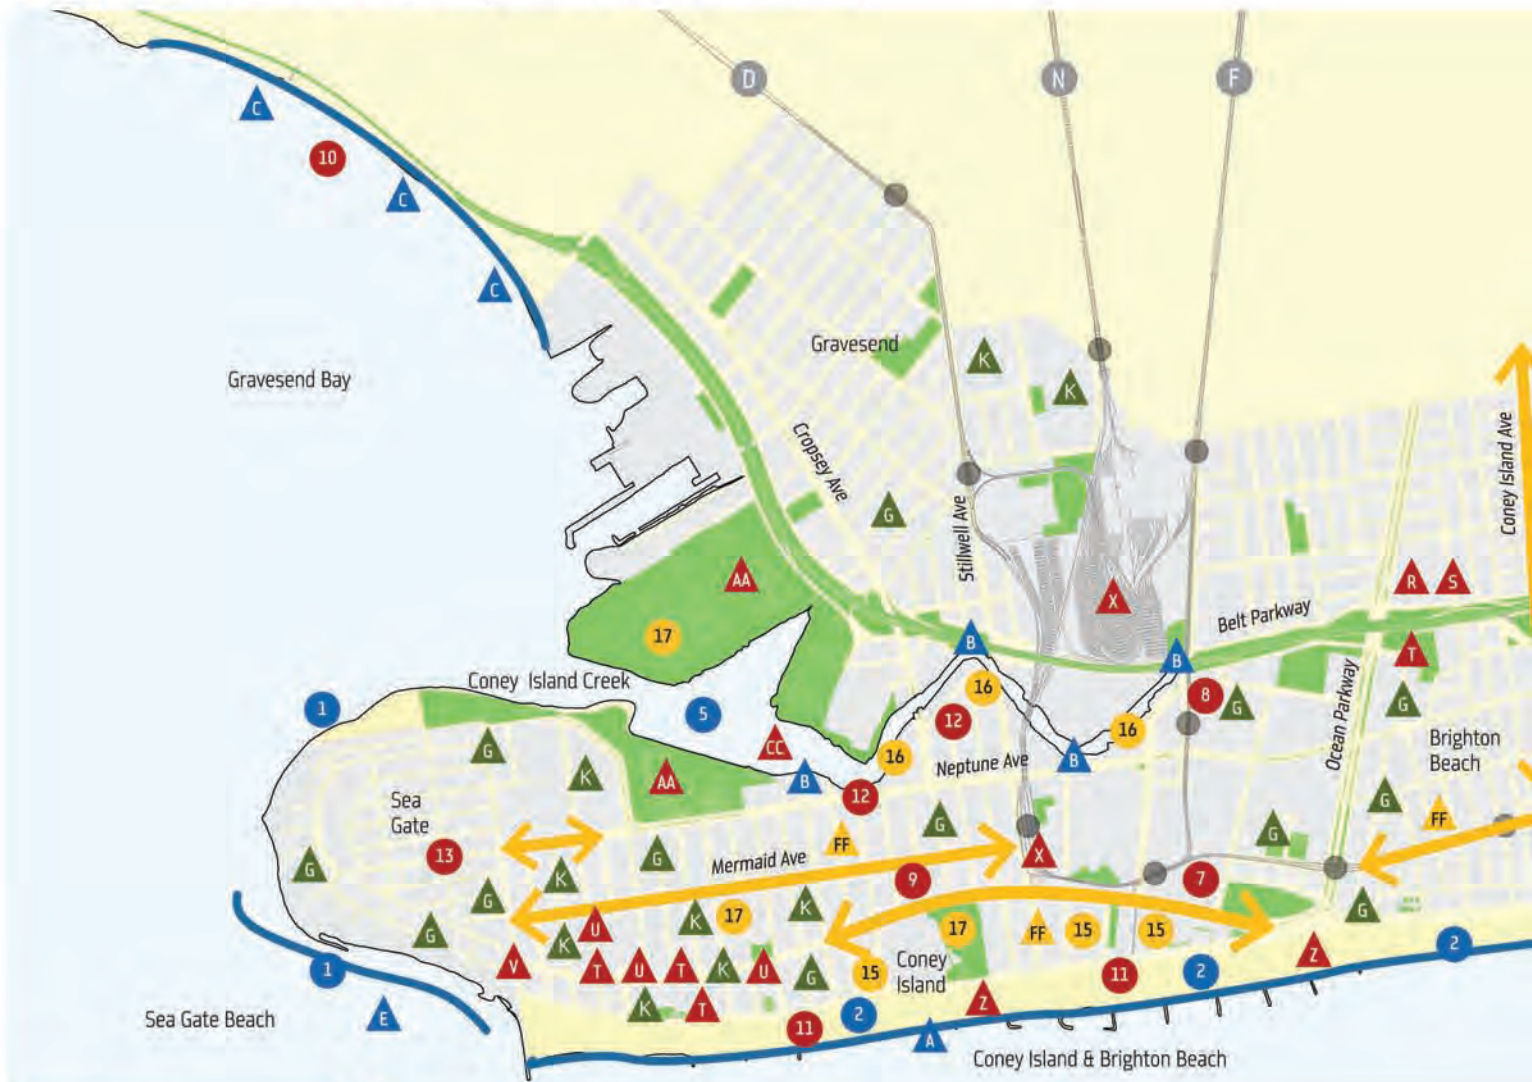 D
N
F
C
10
C
C
Gravesend
K
K
Gravesend Bay
Cropsey Ave
Coney Island Ave
G
Stillwell Ave
AA
X
R
S
Belt Parkway
17
B
B
T
Coney Island Creek
1
5
16
8
G
G
12
Ocean Parkway
G
CC
16
16
Brighton
Beach
K
AA
B
Neptune Ave
B
12
G
Sea
Gate
G
FF
G
FF
13
G
Mermaid Ave
X
G
K
9
7
G
K
G
G
U
K
17
17
FF
15
15
K
V
T
U
T
K
U
G
15
Coney
Island
11
2
Z
2
1
Sea Gate Beach
E
K
T
11
2
A
Z
Coney Island & Brighton Beach